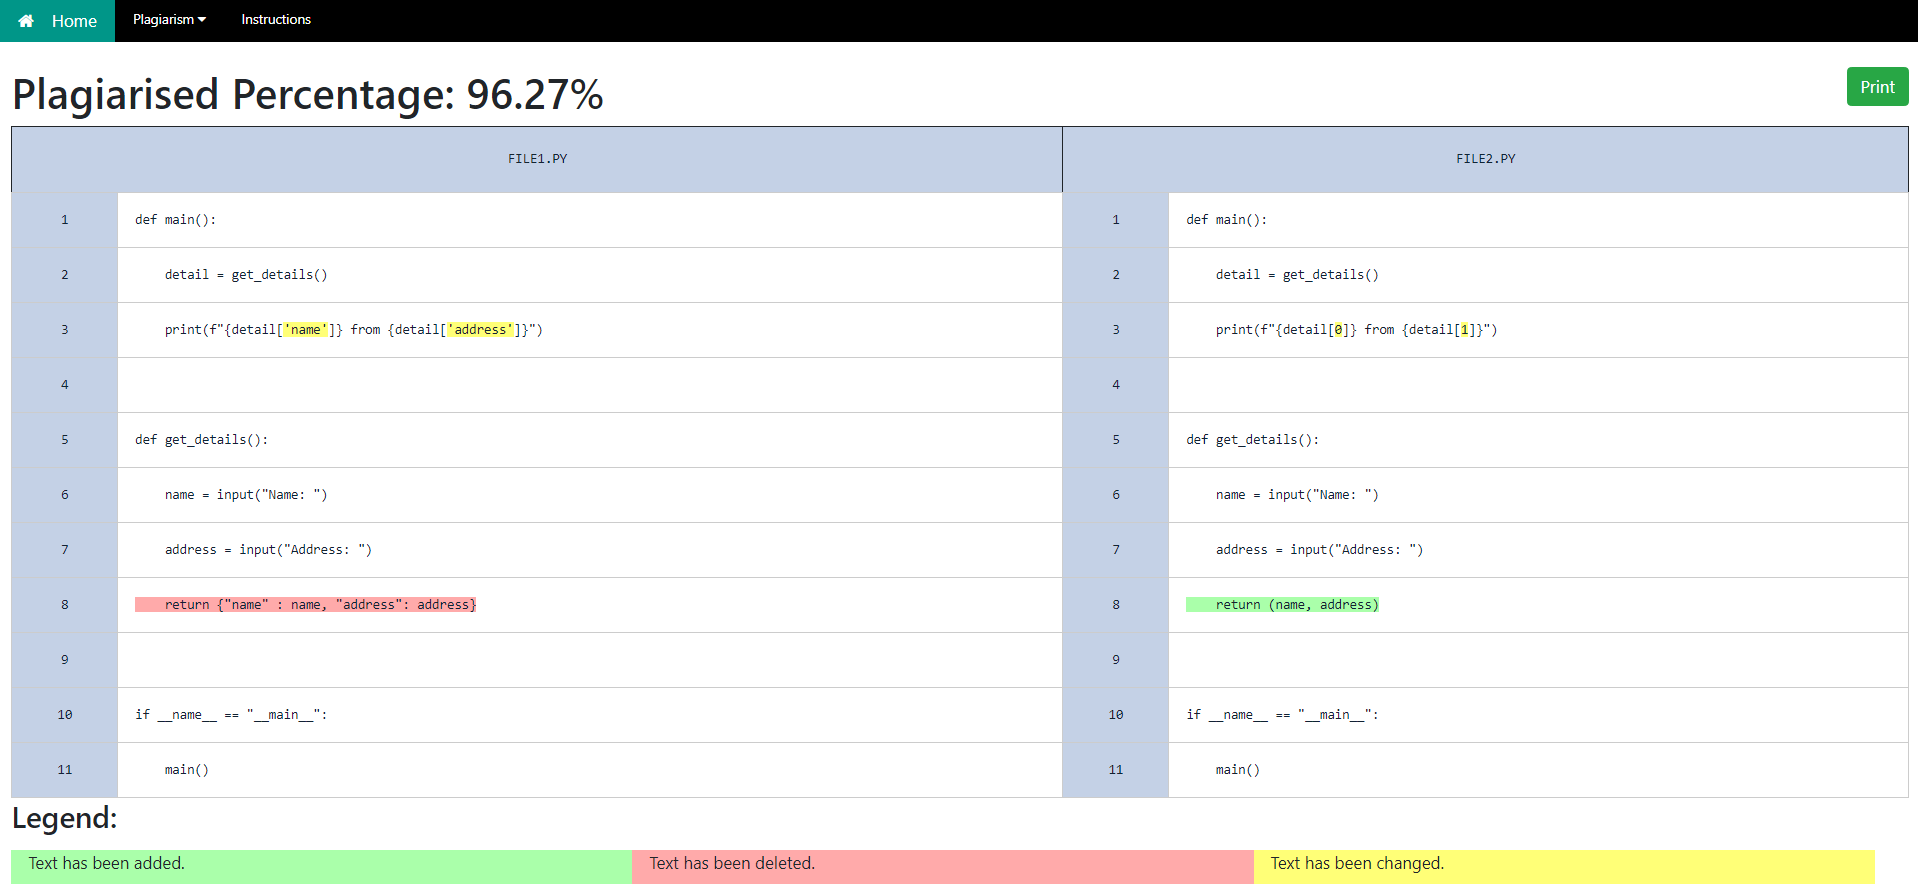 Home Plagiarism Instructions
Plagiarised Percentage: 96.27%
Print
FILE1.PY FILE2.PY
1 def main(): 1 def main():
2     detail = get_details() 2     detail = get_details()
3     print(f"{detail['name']} from {detail['address']}") 3     print(f"{detail[0]} from {detail[1]}")
4 4
5 def get_details(): 5 def get_details():
6     name = input("Name: ") 6     name = input("Name: ")
7     address = input("Address: ") 7     address = input("Address: ")
8     return {"name" : name, "address": address} 8     return (name, address)
9 9
10 if __name__ == "__main__": 10 if __name__ == "__main__":
11     main() 11     main()
Legend:
Text has been added. Text has been deleted. Text has been changed.